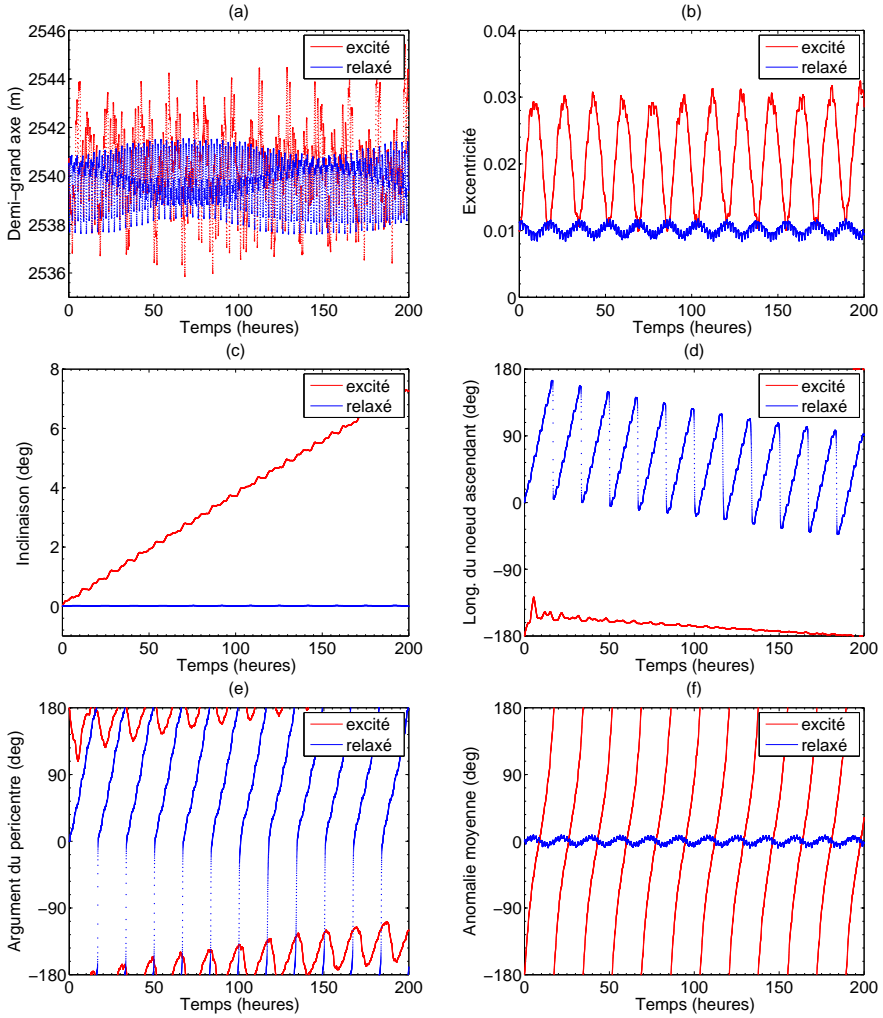 (a)
2546
2544
2542
2540
2538
2536
Demi−grand axe (m)
excité
relaxé
0 50 100 150 200
Temps (heures)
(b)
0.04
0.03
0.02
0.01
0
Excentricité
excité
relaxé
0 50 100 150 200
Temps (heures)
(c)
8
6
4
2
0
Inclinaison (deg)
excité
relaxé
0 50 100 150 200
Temps (heures)
(d)
180
90
0
−90
−180
Long. du noeud ascendant (deg)
excité
relaxé
0 50 100 150 200
Temps (heures)
(e)
180
90
0
−90
−180
Argument du pericentre (deg)
excité
relaxé
0 50 100 150 200
Temps (heures)
(f)
180
90
0
−90
−180
Anomalie moyenne (deg)
excité
relaxé
0 50 100 150 200
Temps (heures)